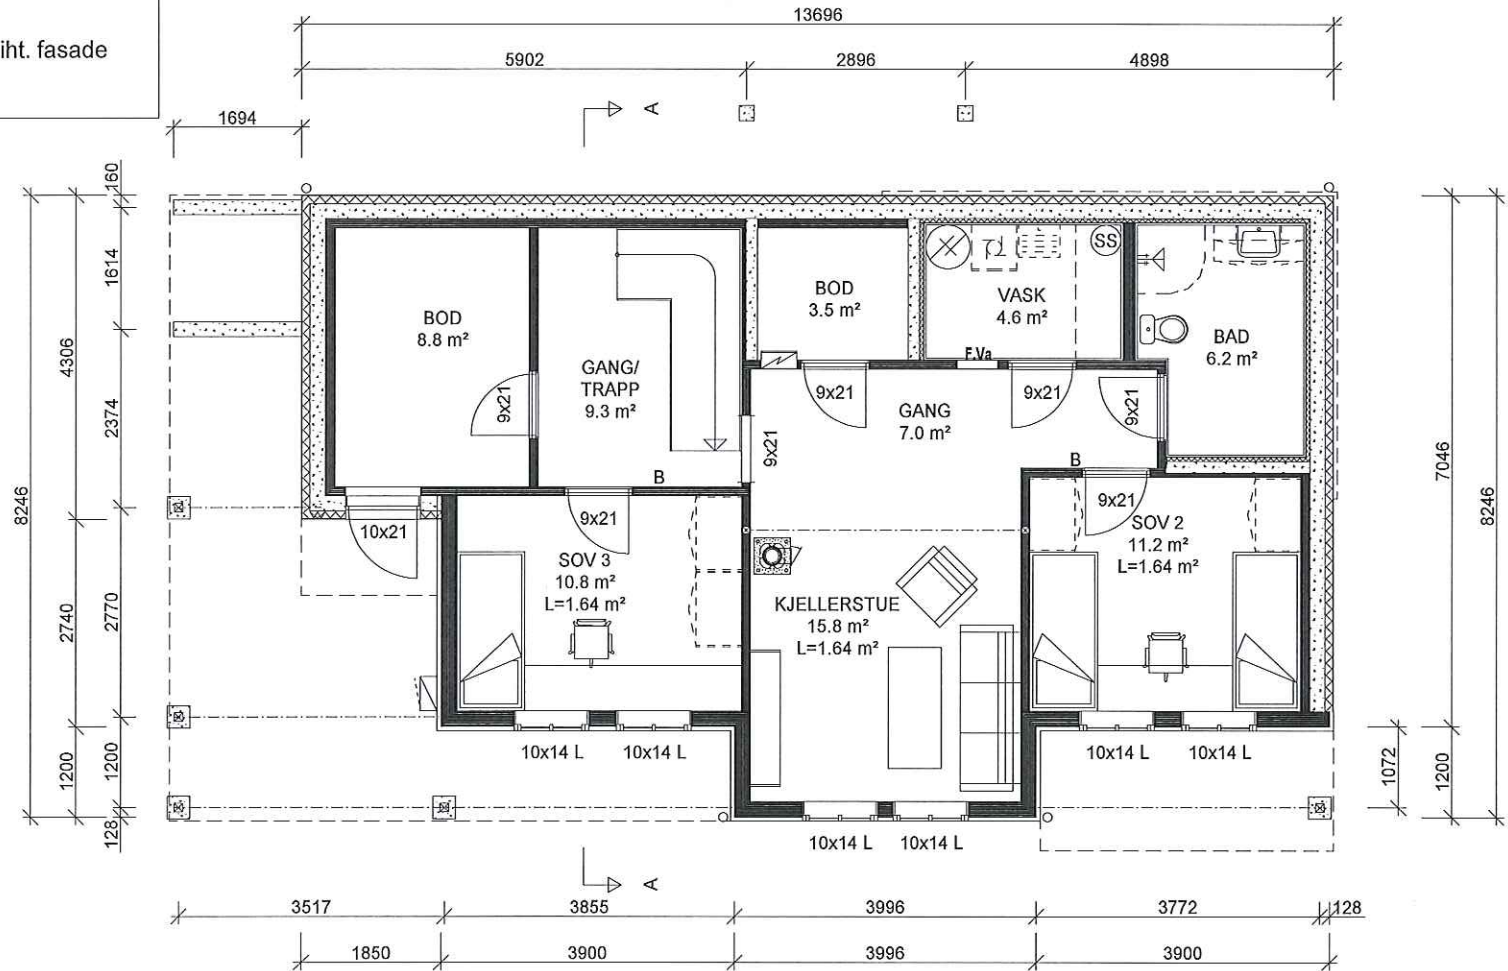 iht. fasade
13696
5902
2896
4898
1694
A
160
1614
4306
2374
8246
2740
2770
1200
1200
128
BOD
8.8 m²
GANG/
TRAPP
9.3 m²
BOD
3.5 m²
VASK
4.6 m²
SS
BAD
6.2 m²
F.Va
9x21
9x21
9x21
9x21
9x21
GANG
7.0 m²
B
B
10x21
9x21
9x21
SOV 3
10.8 m²
L=1.64 m²
SOV 2
11.2 m²
L=1.64 m²
KJELLERSTUE
15.8 m²
L=1.64 m²
7046
8246
1072
1200
10x14 L
10x14 L
10x14 L
10x14 L
10x14 L
10x14 L
A
3517
3855
3996
3772
128
1850
3900
3996
3900